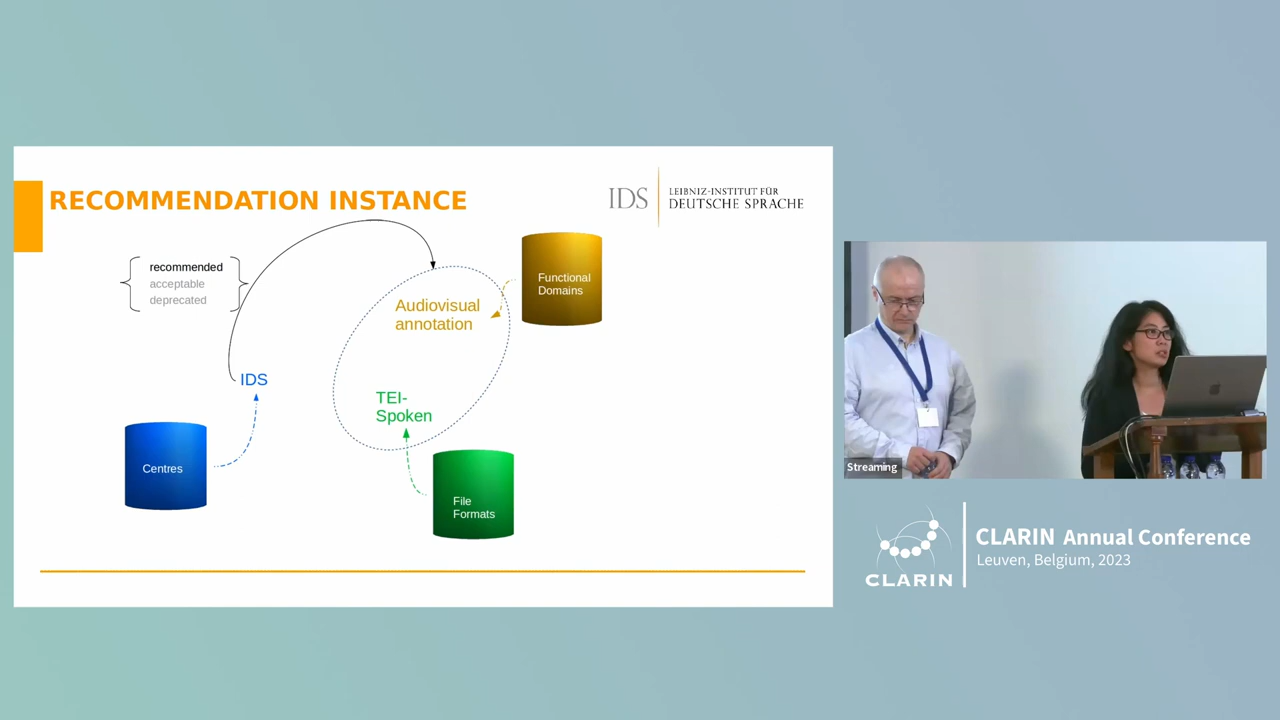 RECOMMENDATION INSTANCE
IDS
LEIBNIZ-INSTITUT FÜR
DEUTSCHE SPRACHE
recommended
acceptable
deprecated
Functional
Domains
Audiovisual
annotation
IDS
TEI-
Spoken
Centres
File
Formats
Streaming
CLARIN
CLARIN Annual Conference
Leuven, Belgium, 2023